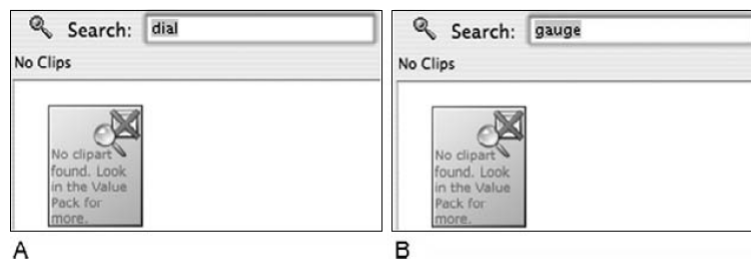 Search: dial
No Clips
No clipart
found. Look
in the Value
Pack for
more.
A
Search: gauge
No Clips
No clipart
found. Look
in the Value
Pack for
more.
B